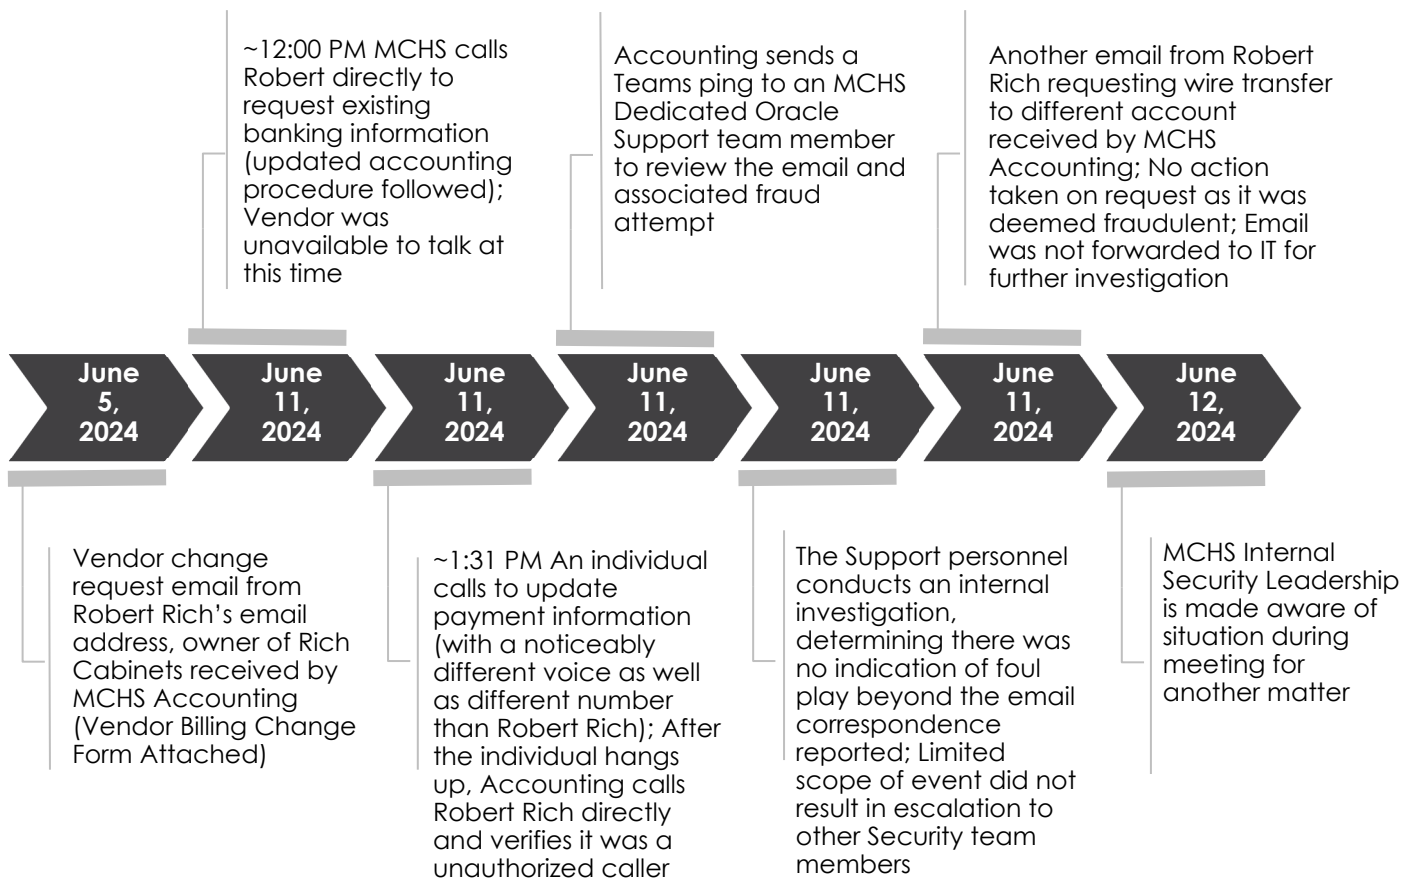 ~12:00 PM MCHS calls
Robert directly to
request existing
banking information
(updated accounting
procedure followed);
Vendor was
unavailable to talk at
this time
Accounting sends a
Teams ping to an MCHS
Dedicated Oracle
Support team member
to review the email and
associated fraud
attempt
Another email from Robert
Rich requesting wire transfer
to different account
received by MCHS
Accounting; No action
taken on request as it was
deemed fraudulent; Email
was not forwarded to IT for
further investigation
June
5,
2024
June
11,
2024
June
11,
2024
June
11,
2024
June
11,
2024
June
11,
2024
June
12,
2024
Vendor change
request email from
Robert Rich’s email
address, owner of Rich
Cabinets received by
MCHS Accounting
(Vendor Billing Change
Form Attached)
~1:31 PM An individual
calls to update
payment information
(with a noticeably
different voice as well
as different number
than Robert Rich); After
the individual hangs
up, Accounting calls
Robert Rich directly
and verifies it was a
unauthorized caller
The Support personnel
conducts an internal
investigation,
determining there was
no indication of foul
play beyond the email
correspondence
reported; Limited
scope of event did not
result in escalation to
other Security team
members
MCHS Internal
Security Leadership
is made aware of
situation during
meeting for
another matter